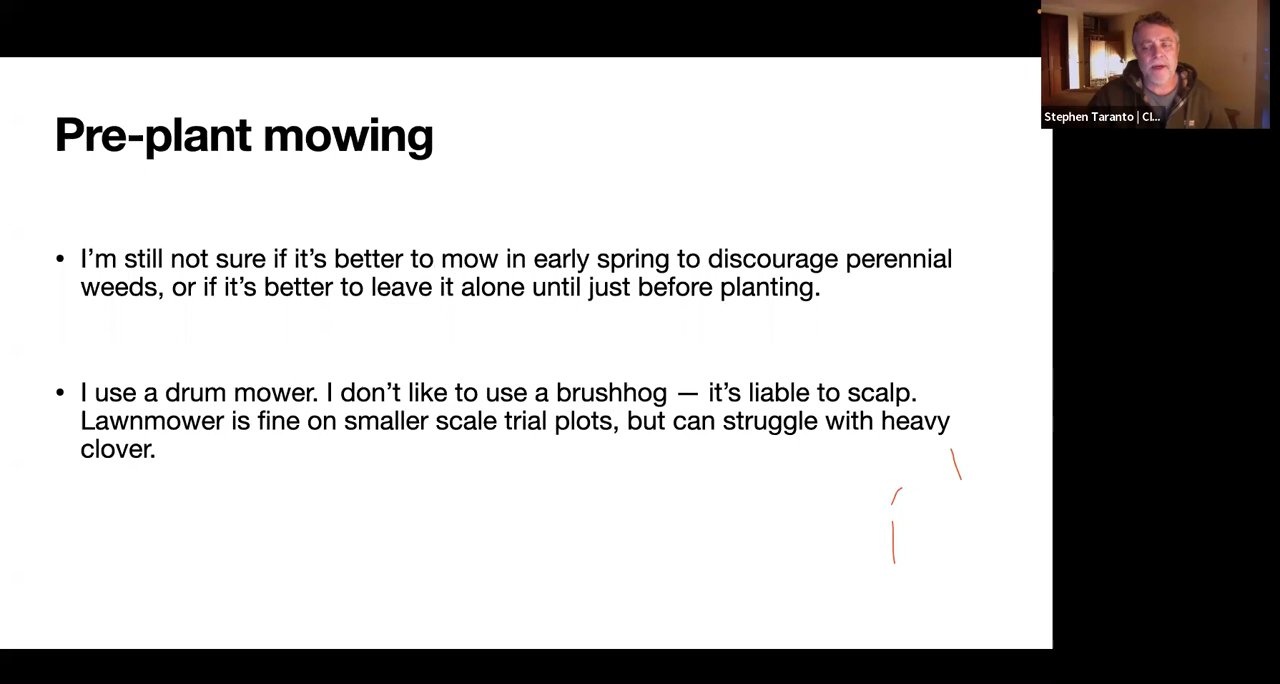 Pre-plant mowing
• I’m still not sure if it’s better to mow in early spring to discourage perennial
weeds, or if it’s better to leave it alone until just before planting.
• I use a drum mower. I don’t like to use a brushhog — it’s liable to scalp.
Lawnmower is fine on smaller scale trial plots, but can struggle with heavy
clover.
Stephen Taranto | Cl...